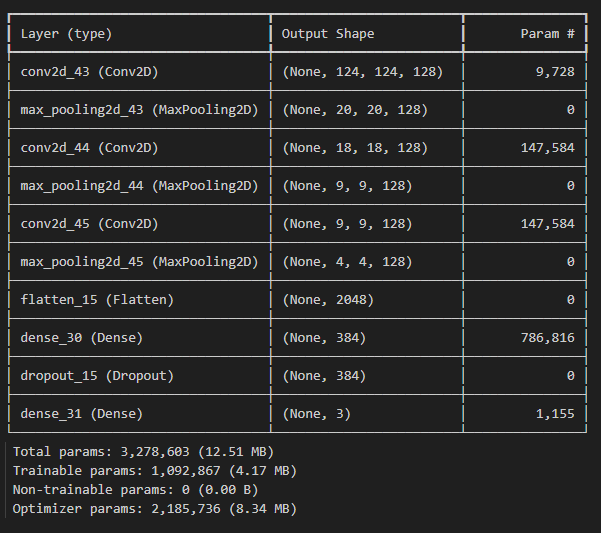 Layer (type) Output Shape Param #
conv2d_43 (Conv2D) (None, 124, 124, 128) 9,728
max_pooling2d_43 (MaxPooling2D) (None, 20, 20, 128) 0
conv2d_44 (Conv2D) (None, 18, 18, 128) 147,584
max_pooling2d_44 (MaxPooling2D) (None, 9, 9, 128) 0
conv2d_45 (Conv2D) (None, 9, 9, 128) 147,584
max_pooling2d_45 (MaxPooling2D) (None, 4, 4, 128) 0
flatten_15 (Flatten) (None, 2048) 0
dense_30 (Dense) (None, 384) 786,816
dropout_15 (Dropout) (None, 384) 0
dense_31 (Dense) (None, 3) 1,155
Total params: 3,278,603 (12.51 MB)
Trainable params: 1,092,867 (4.17 MB)
Non-trainable params: 0 (0.00 B)
Optimizer params: 2,185,736 (8.34 MB)